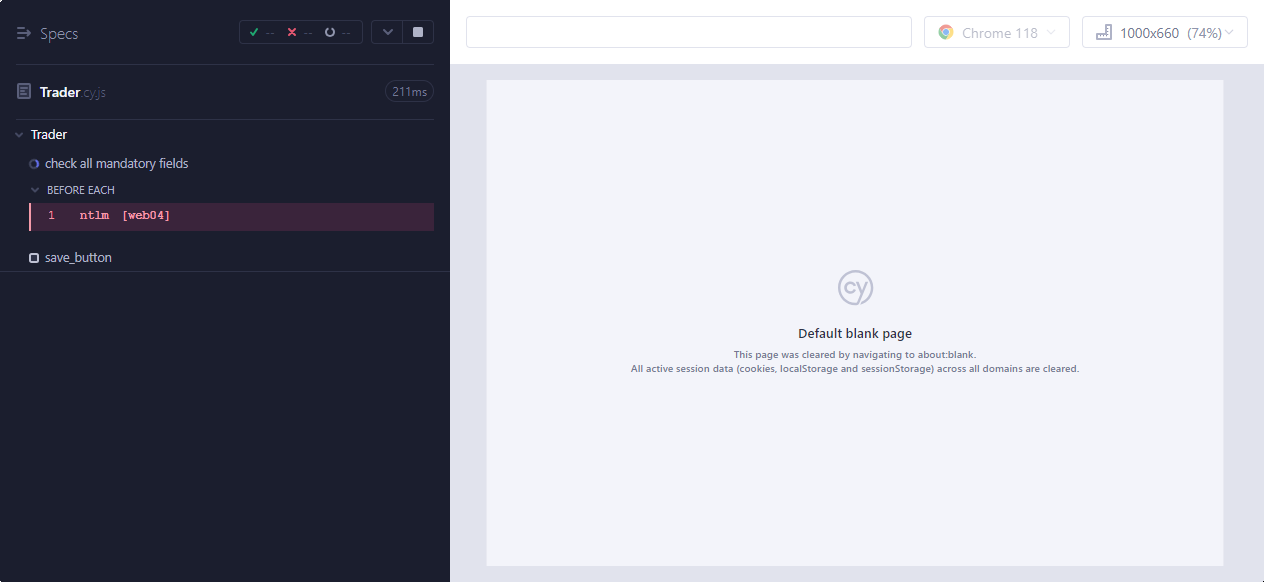 Specs
-- -- --
Trader.cy.js
211ms
Trader
check all mandatory fields
BEFORE EACH
1 ntlm [web04]
save_button
Chrome 118
1000x660 (74%)
cy
Default blank page
This page was cleared by navigating to about:blank.
All active session data (cookies, localStorage and sessionStorage) across all domains are cleared.